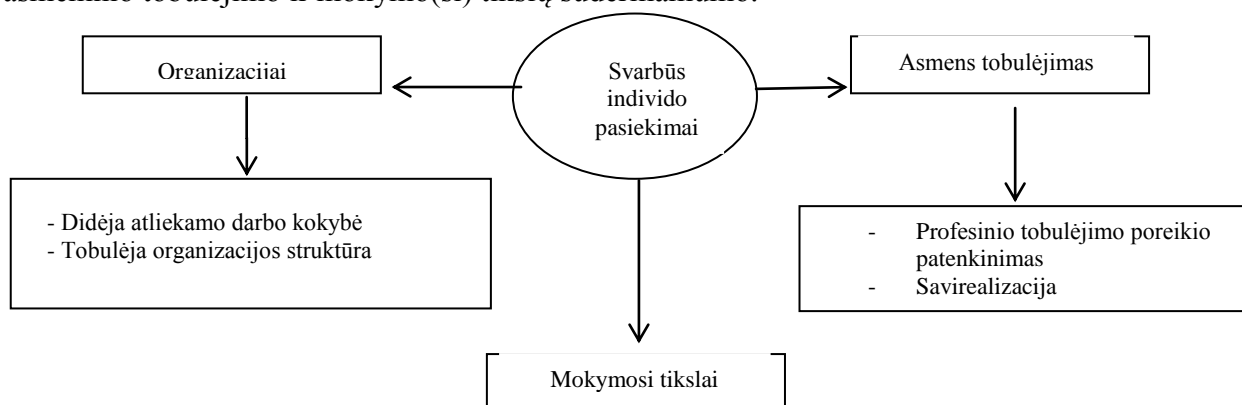 asmeninio tobulėjimo ir mokymo(si) tikslų suderinamumo.
Organizacijai
Svarbūs
individo
pasiekimai
Asmens tobulėjimas
- Didėja atliekamo darbo kokybė
- Tobulėja organizacijos struktūra
- Profesinio tobulėjimo poreikio
patenkinimas
- Savirealizacija
Mokymosi tikslai